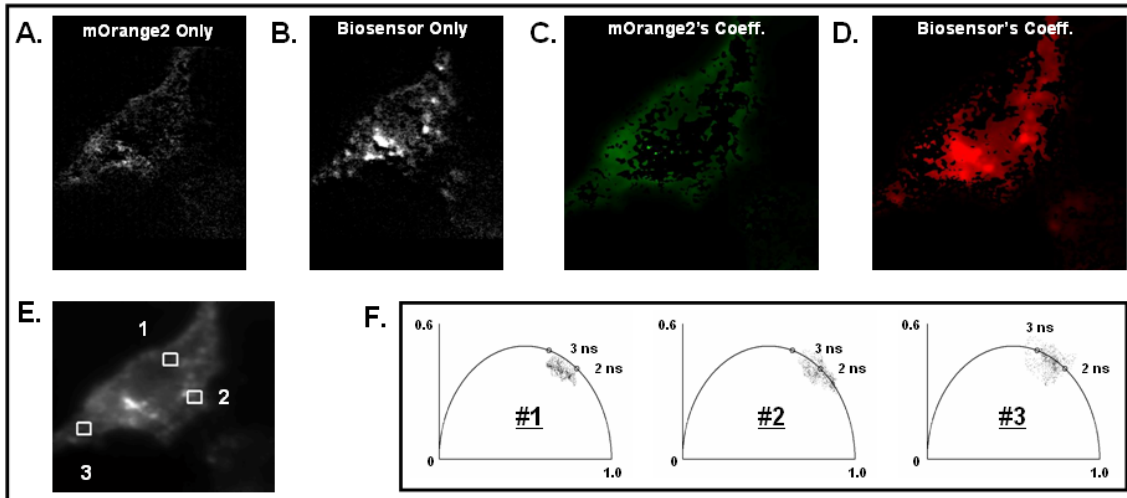 A. mOrange2 Only
B. Biosensor Only
C. mOrange2's Coeff.
D. Biosensor's Coeff.
E.
1
2
3
F.
0.6
3 ns
2 ns
#1
0
1.0
0.6
3 ns
2 ns
#2
0
1.0
0.6
3 ns
2 ns
#3
0
1.0